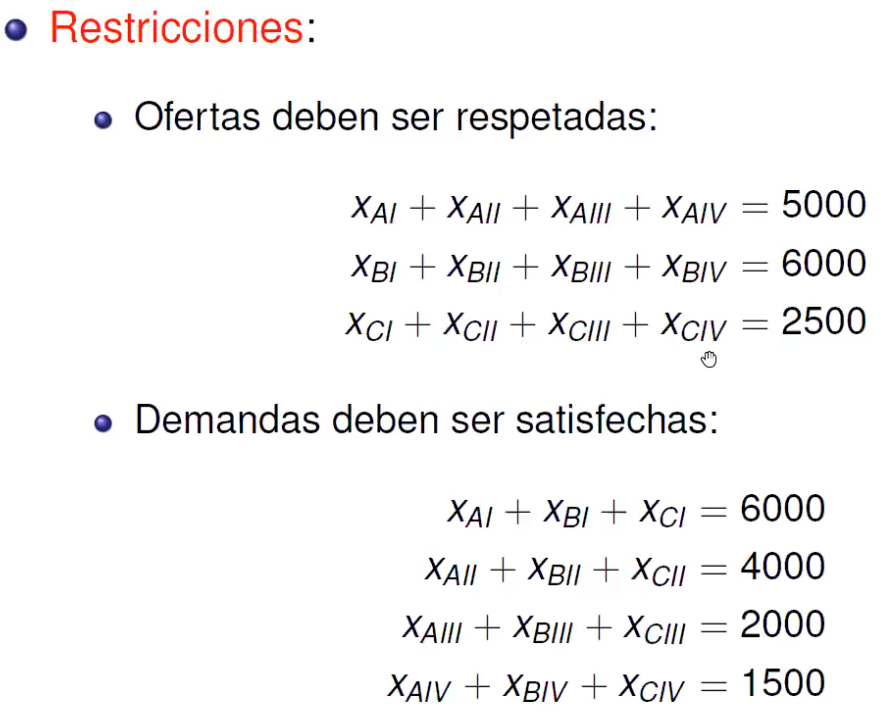 Restricciones:
Ofertas deben ser respetadas:
x_{AI} + x_{AII} + x_{AIII} + x_{AIV} = 5000
x_{BI} + x_{BII} + x_{BIII} + x_{BIV} = 6000
x_{CI} + x_{CII} + x_{CIII} + x_{CIV} = 2500
Demandas deben ser satisfechas:
x_{AI} + x_{BI} + x_{CI} = 6000
x_{AII} + x_{BII} + x_{CII} = 4000
x_{AIII} + x_{BIII} + x_{CIII} = 2000
x_{AIV} + x_{BIV} + x_{CIV} = 1500